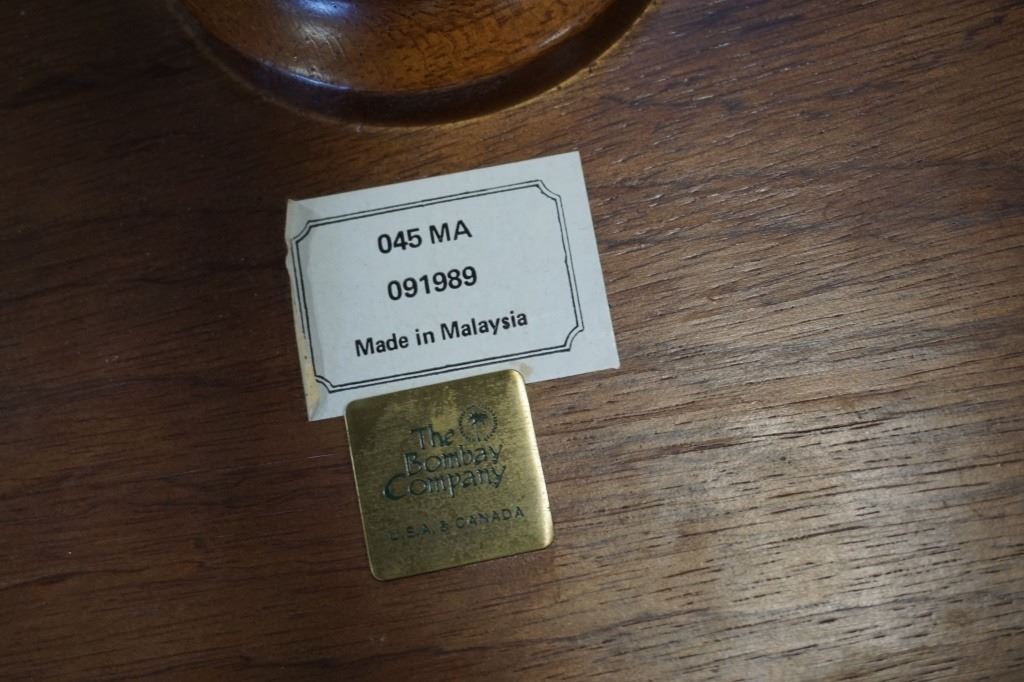 045 MA
091989
Made in Malaysia
The
Bombay
Company
U.S.A. & CANADA